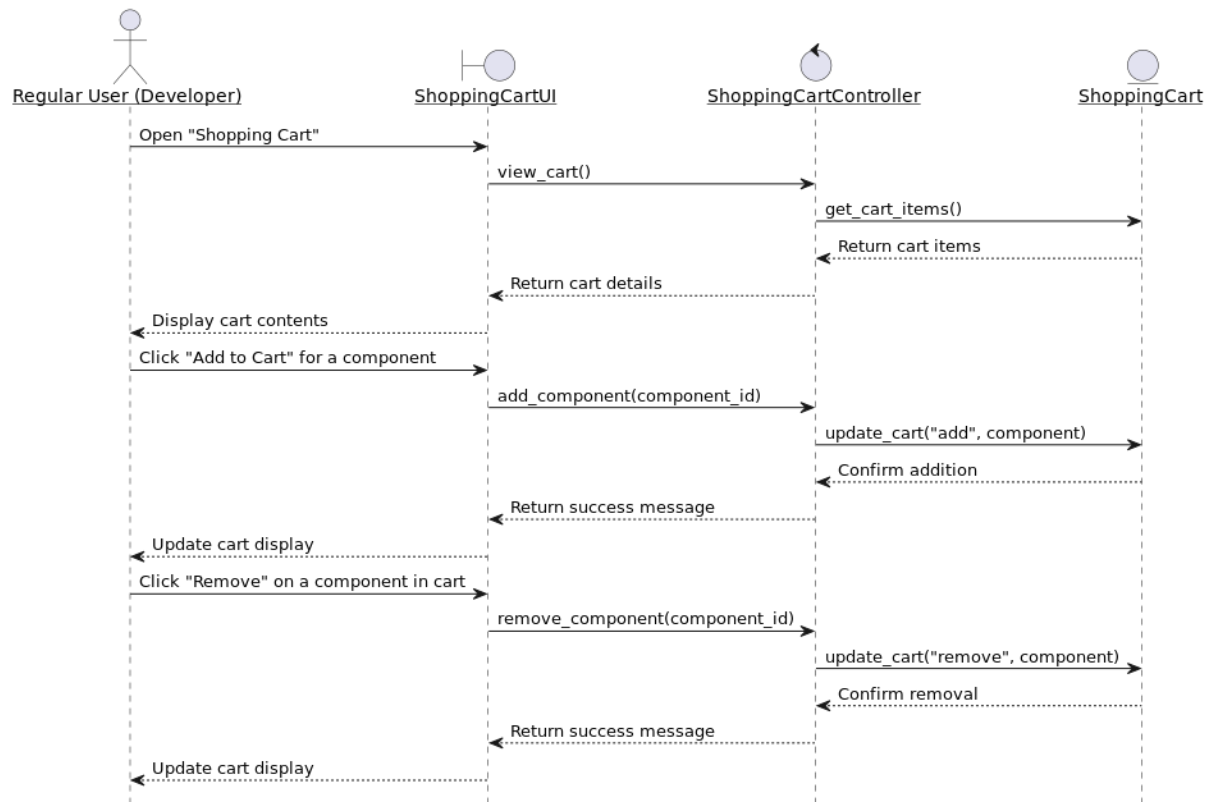 Regular User (Developer)
ShoppingCartUI
ShoppingCartController
ShoppingCart
Open "Shopping Cart"
view_cart()
get_cart_items()
Return cart items
Return cart details
Display cart contents
Click "Add to Cart" for a component
add_component(component_id)
update_cart("add", component)
Confirm addition
Return success message
Update cart display
Click "Remove" on a component in cart
remove_component(component_id)
update_cart("remove", component)
Confirm removal
Return success message
Update cart display